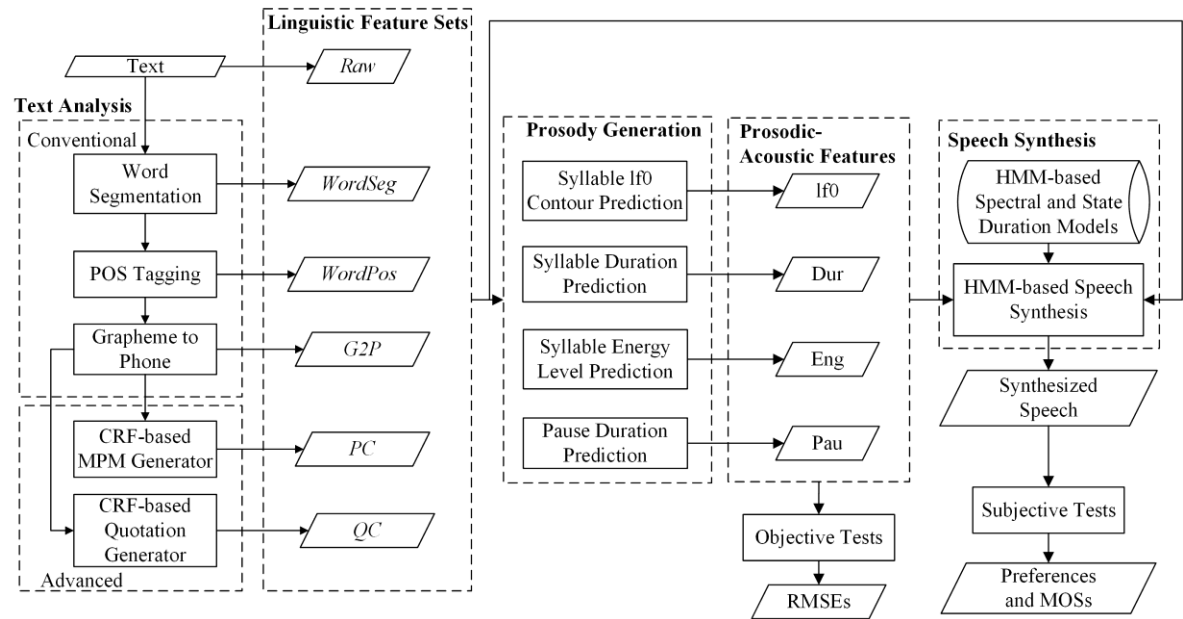 Linguistic Feature Sets
Text
Raw
Text Analysis
Conventional
Word
Segmentation
WordSeg
POS Tagging
WordPos
Grapheme to
Phone
G2P
CRF-based
MPM Generator
PC
CRF-based
Quotation
Generator
QC
Advanced
Prosody Generation
Syllable lf0
Contour Prediction
Syllable Duration
Prediction
Syllable Energy
Level Prediction
Pause Duration
Prediction
Prosodic-
Acoustic Features
lf0
Dur
Eng
Pau
Objective Tests
RMSEs
Speech Synthesis
HMM-based
Spectral and State
Duration Models
HMM-based Speech
Synthesis
Synthesized
Speech
Subjective Tests
Preferences
and MOSs